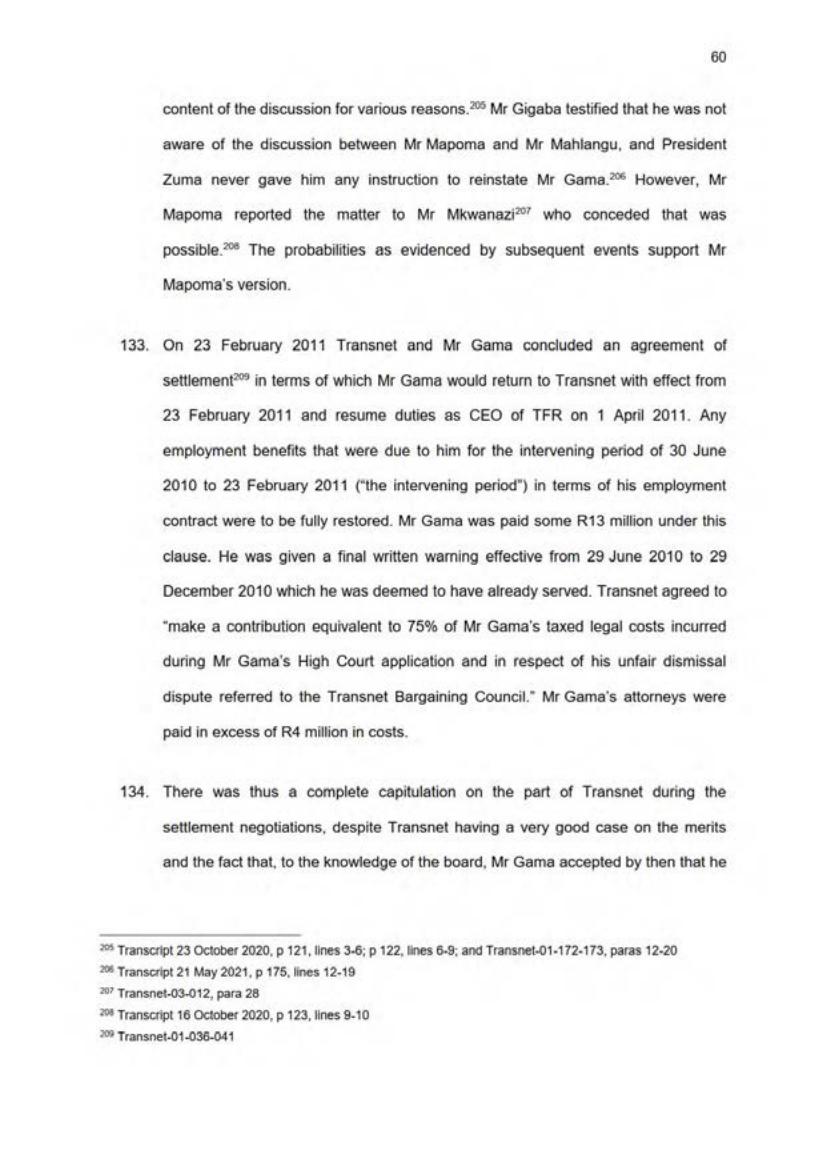 60
content of the discussion for various reasons.205 Mr Gigaba testified that he was not
aware of the discussion between Mr Mapoma and Mr Mahlangu, and President
Zuma never gave him any instruction to reinstate Mr Gama.206 However, Mr
Mapoma reported the matter to Mr Mkwanazi207 who conceded that was
possible.208 The probabilities as evidenced by subsequent events support Mr
Mapoma's version.
133. On 23 February 2011 Transnet and Mr Gama concluded an agreement of
settlement209 in terms of which Mr Gama would return to Transnet with effect from
23 February 2011 and resume duties as CEO of TFR on 1 April 2011. Any
employment benefits that were due to him for the intervening period of 30 June
2010 to 23 February 2011 ("the intervening period") in terms of his employment
contract were to be fully restored. Mr Gama was paid some R13 million under this
clause. He was given a final written warning effective from 29 June 2010 to 29
December 2010 which he was deemed to have already served. Transnet agreed to
"make a contribution equivalent to 75% of Mr Gama's taxed legal costs incurred
during Mr Gama's High Court application and in respect of his unfair dismissal
dispute referred to the Transnet Bargaining Council." Mr Gama's attorneys were
paid in excess of R4 million in costs.
134. There was thus a complete capitulation on the part of Transnet during the
settlement negotiations, despite Transnet having a very good case on the merits
and the fact that, to the knowledge of the board, Mr Gama accepted by then that he
205 Transcript 23 October 2020, p 121, lines 3-6; p 122, lines 6-9; and Transnet-01-172-173, paras 12-20
206 Transcript 21 May 2021, p 175, lines 12-19
207 Transnet-03-012, para 28
208 Transcript 16 October 2020, p 123, lines 9-10
209 Transnet-01-036-041